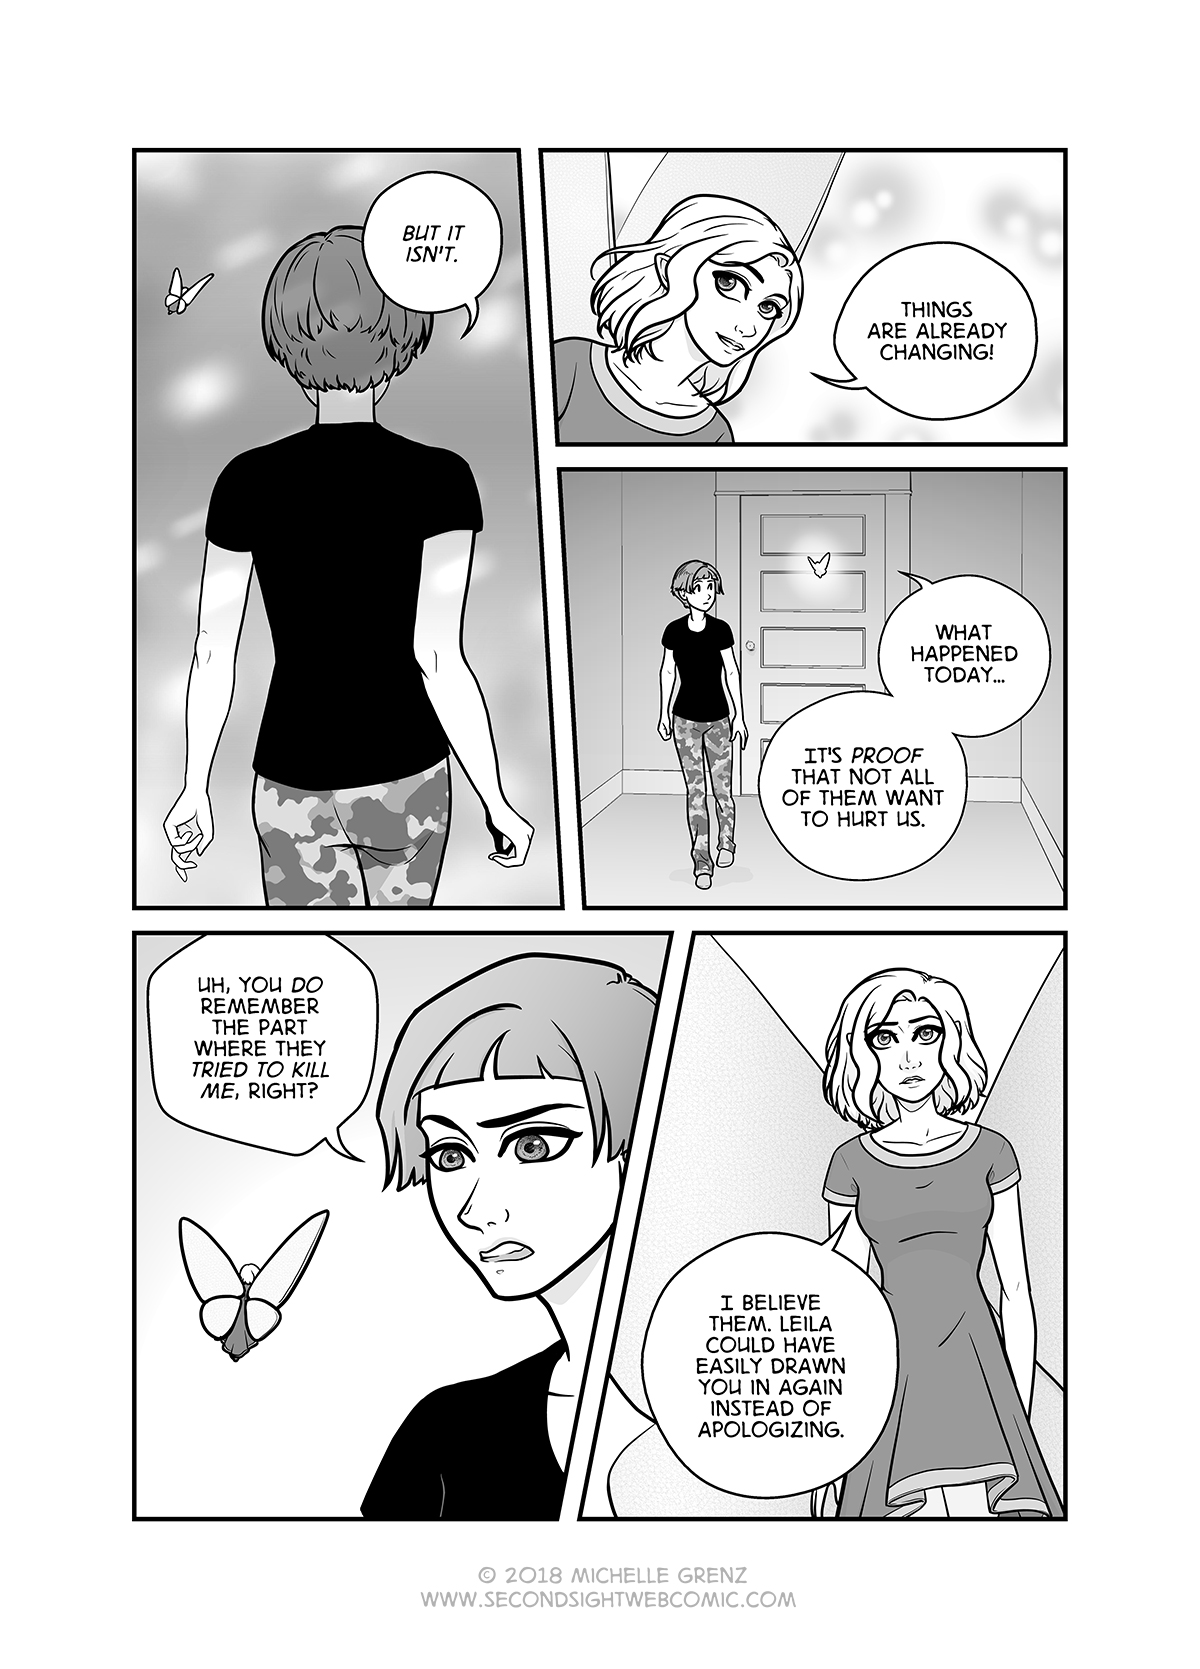 BUT IT
ISN'T.
THINGS
ARE ALREADY
CHANGING!
WHAT
HAPPENED
TODAY...
IT'S PROOF
THAT NOT ALL
OF THEM WANT
TO HURT US.
UH, YOU DO
REMEMBER
THE PART
WHERE THEY
TRIED TO KILL
ME, RIGHT?
I BELIEVE
THEM. LEILA
COULD HAVE
EASILY DRAWN
YOU IN AGAIN
INSTEAD OF
APOLOGIZING.
© 2018 MICHELLE GRENZ
WWW.SECONDSIGHTWEBCOMIC.COM